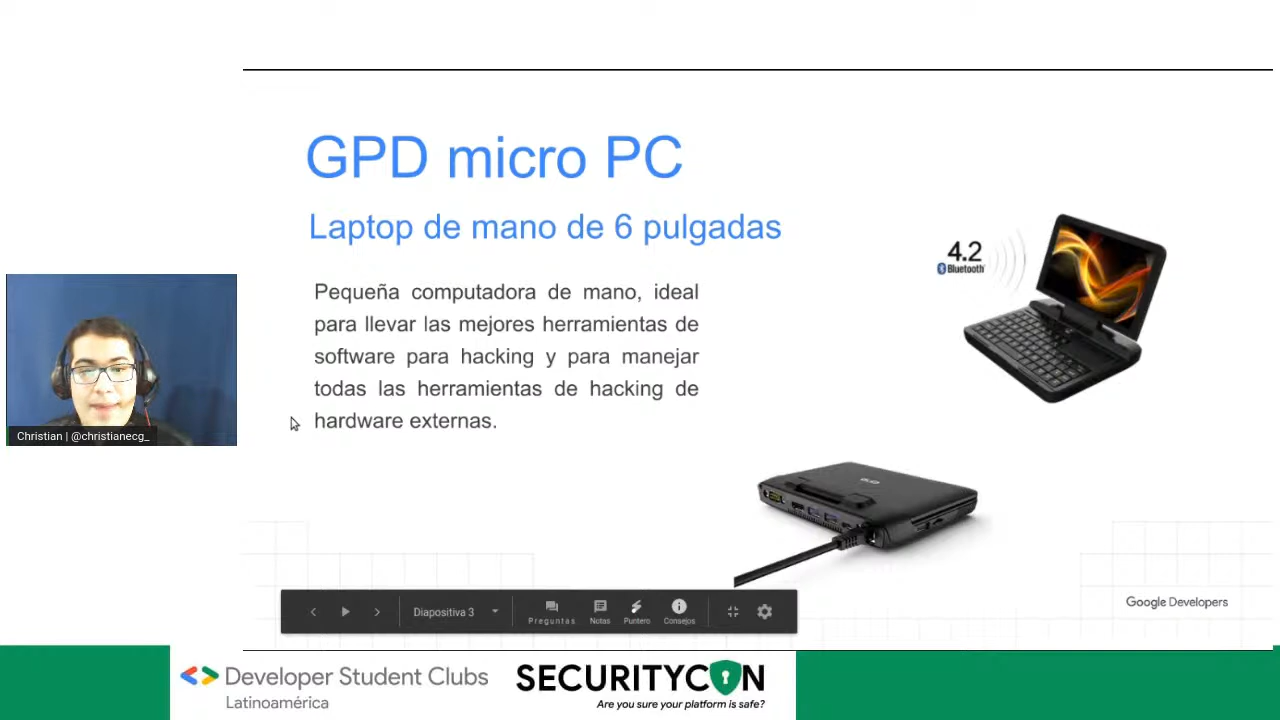 GPD micro PC
Laptop de mano de 6 pulgadas
4.2
Bluetooth
Pequeña computadora de mano, ideal
para llevar las mejores herramientas de
software para hacking y para manejar
todas las herramientas de hacking de
hardware externas.
Christian | @christianecg_
GPD
Diapositiva 3
Preguntas
Notas
Puntero
Consejos
Google Developers
Developer Student Clubs
Latinoamérica
SECURITYCON
Are you sure your platform is safe?